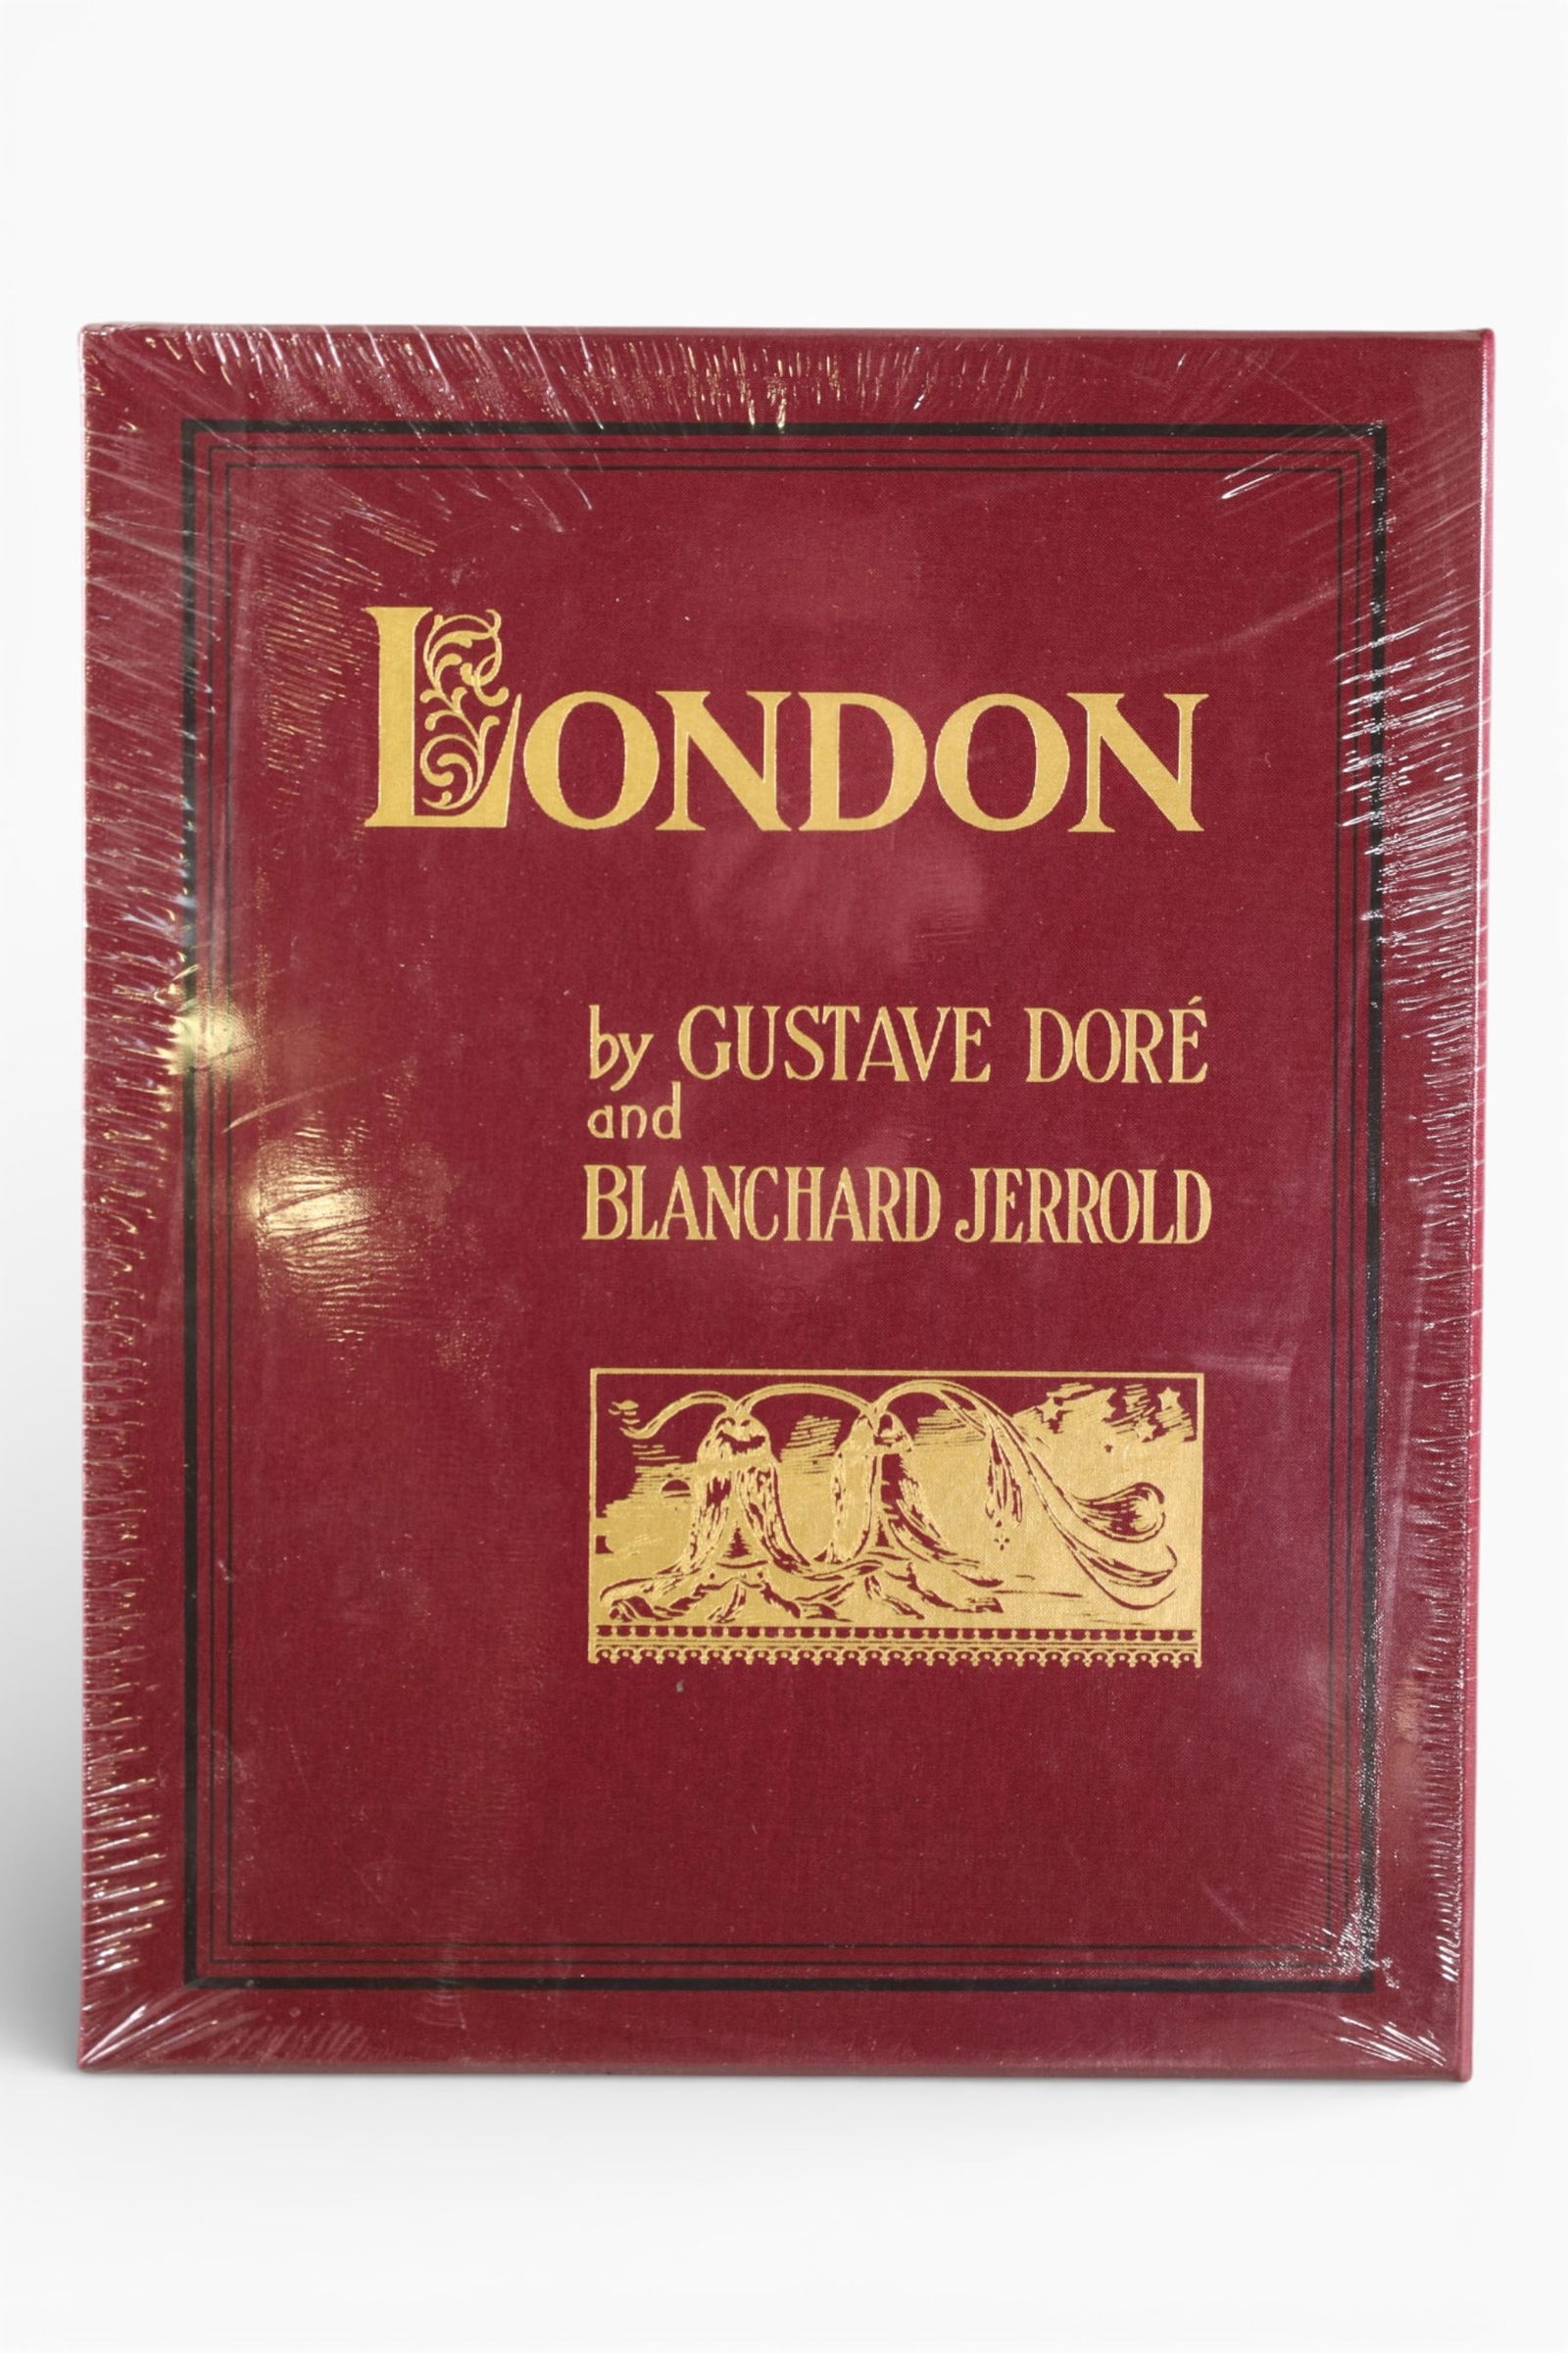 LONDON
by GUSTAVE DORÉ
and
BLANCHARD JERROLD